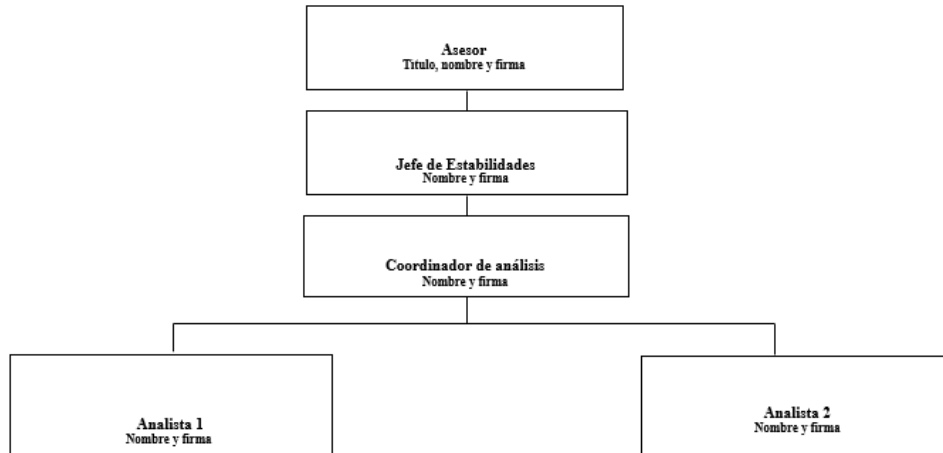 Asesor
Titulo, nombre y firma
Jefe de Estabilidades
Nombre y firma
Coordinador de análisis
Nombre y firma
Analista 1
Nombre y firma
Analista 2
Nombre y firma